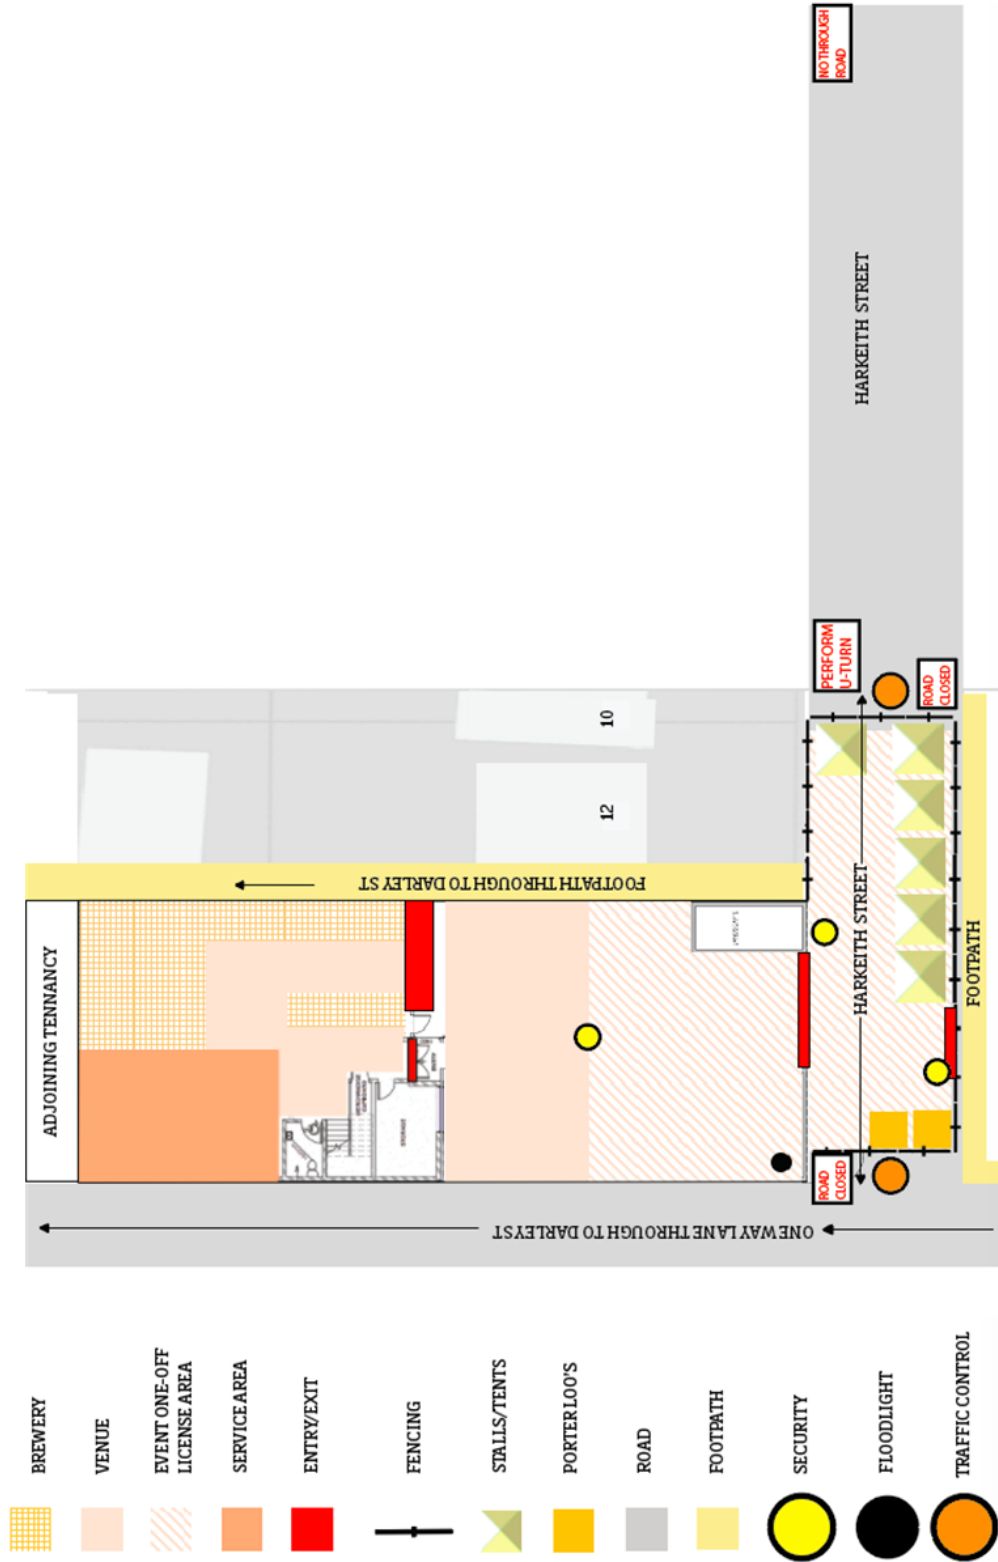 NO THROUGH
ROAD
HARKEITH STREET
PERFORM
U-TURN
ROAD
CLOSED
10
12
FOOTPATH THROUGH TO DARLEY ST
ADJOINING TENNANCY
STORAGE
HARKEITH STREET
FOOTPATH
ROAD
CLOSED
ONE WAY LANE THROUGH TO DARLEY ST
BREWERY
VENUE
EVENT ONE-OFF
LICENSE AREA
SERVICE AREA
ENTRY/EXIT
FENCING
STALLS/TENTS
PORTER LOO'S
ROAD
FOOTPATH
SECURITY
FLOODLIGHT
TRAFFIC CONTROL